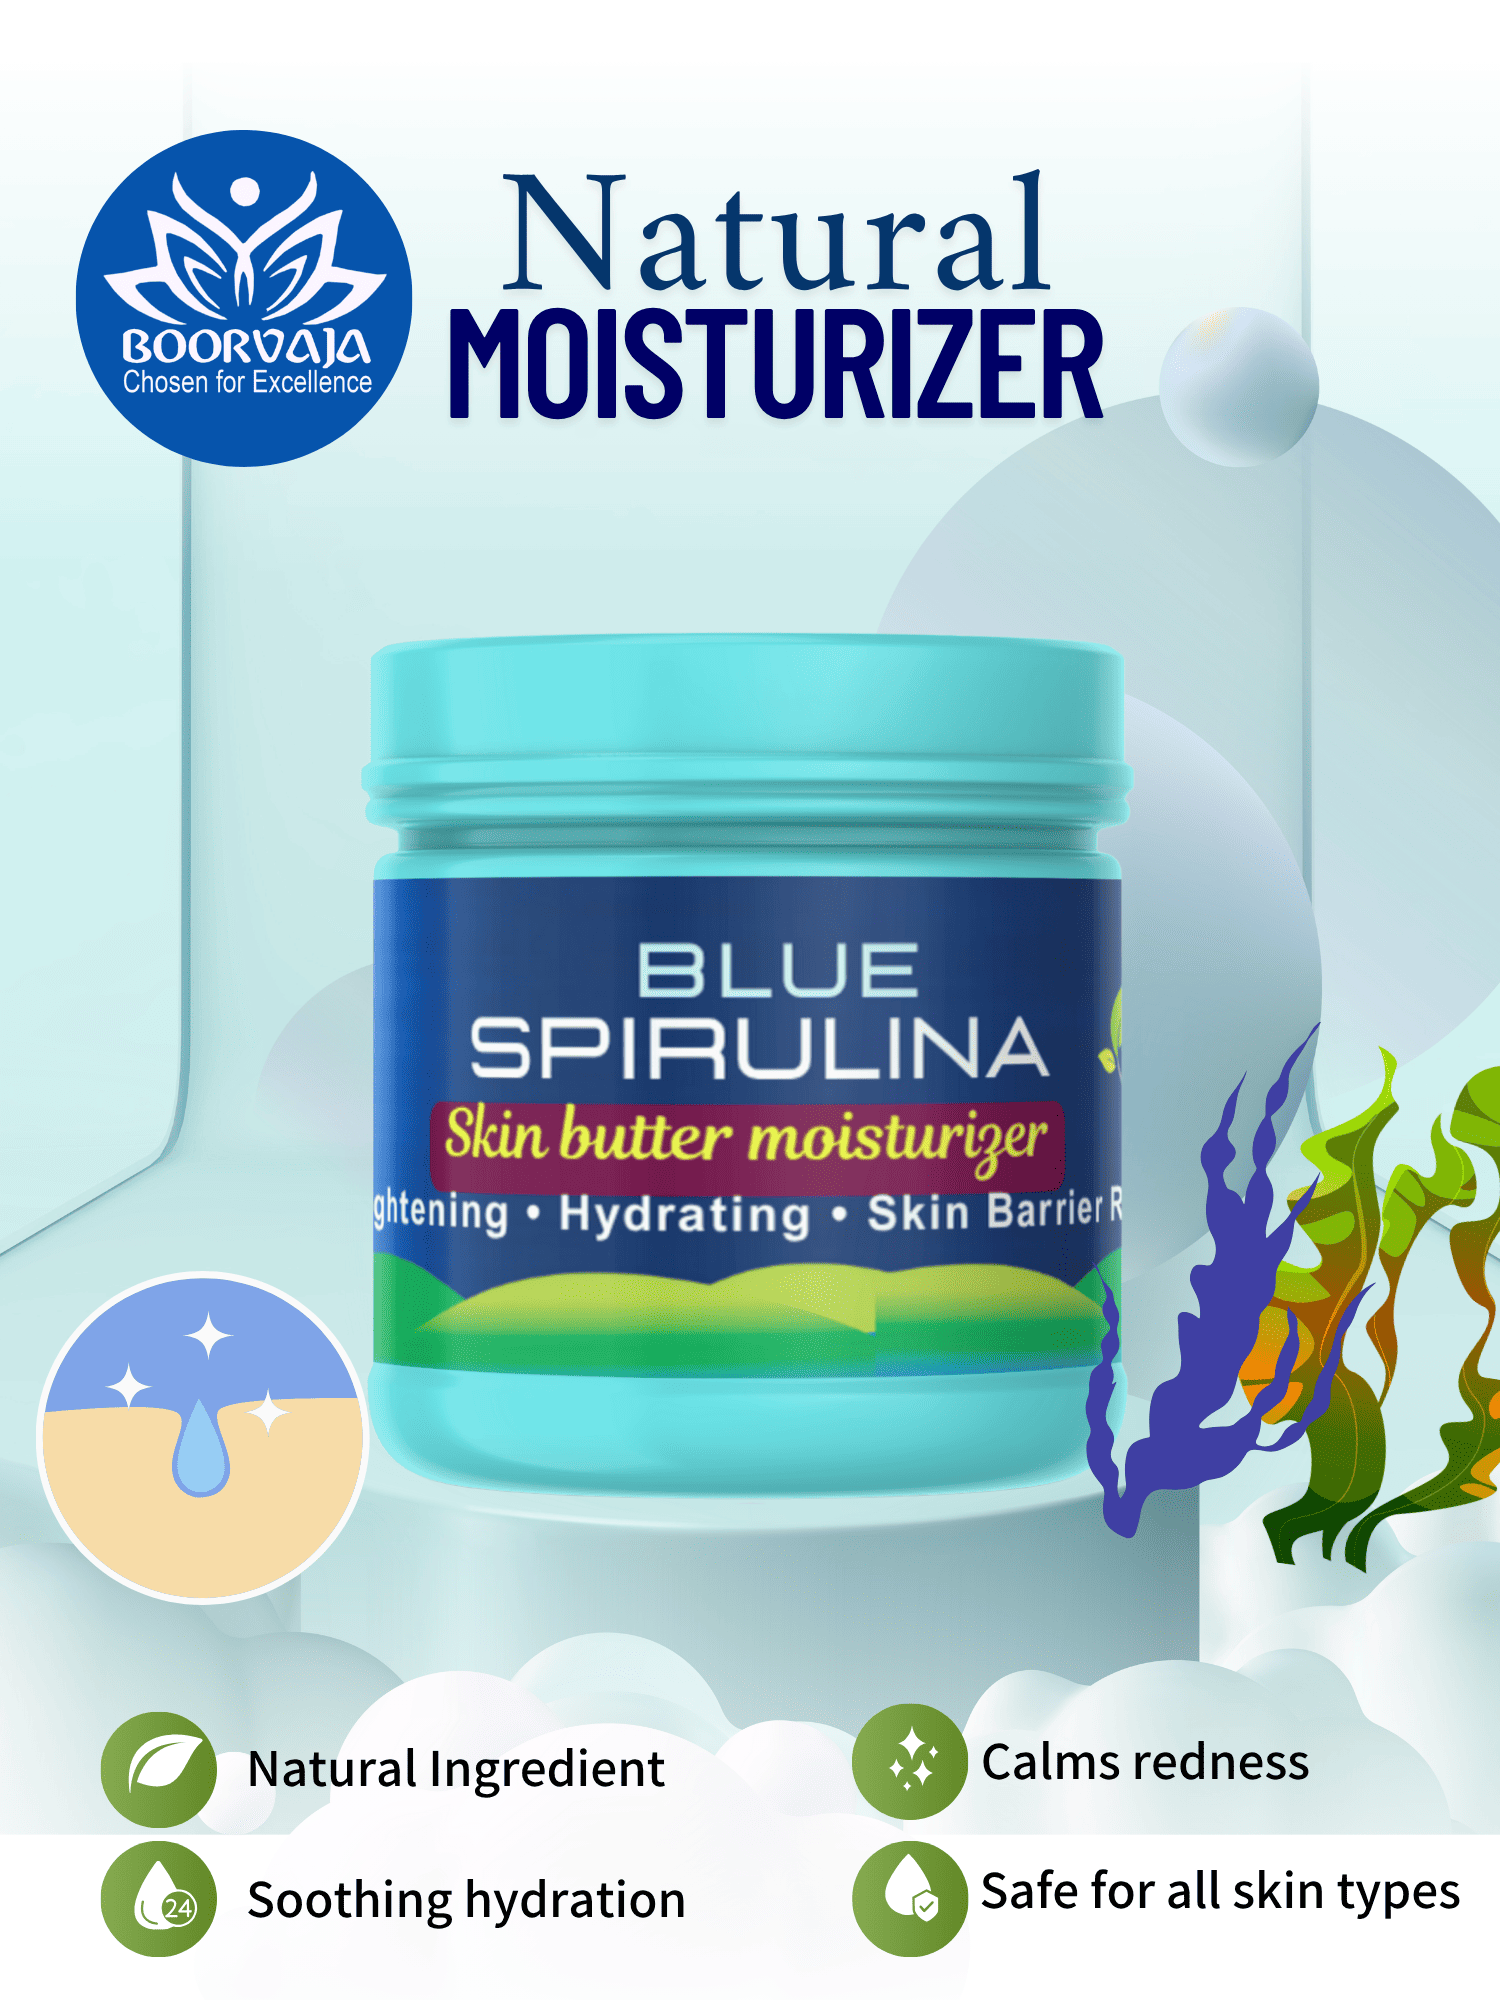 Natural
MOISTURIZER
BOORVAJA
Chosen for Excellence
BLUE
SPIRULINA
Skin butter moisturizer
ghtening • Hydrating • Skin Barrier R
Natural Ingredient
Calms redness
24
Soothing hydration
Safe for all skin types